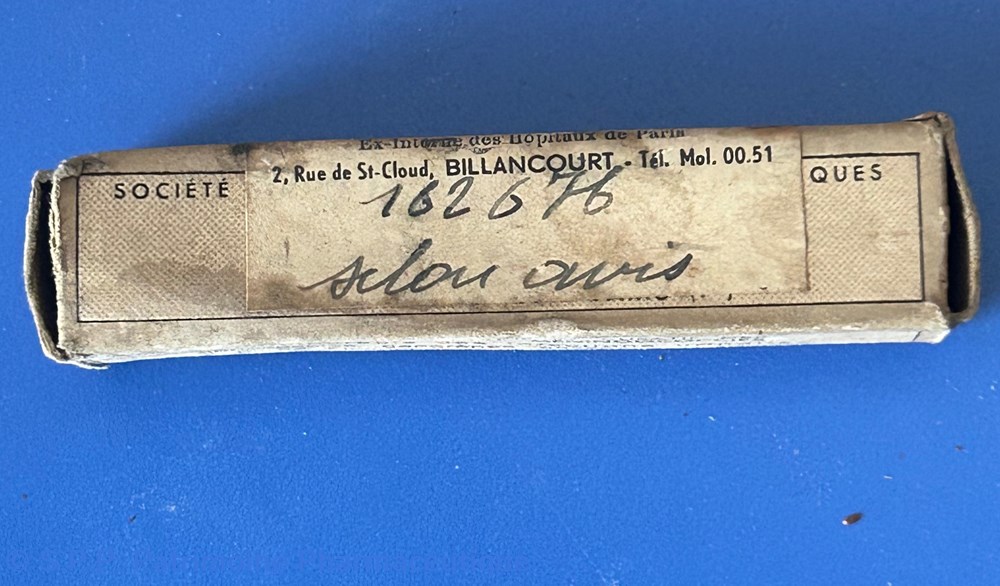 Ex-Interne des Hôpitaux de Paris
2, Rue de St-Cloud, BILLANCOURT - Tél. Mol. 00.51
SOCIÉTÉ
QUES
162676
selon avis